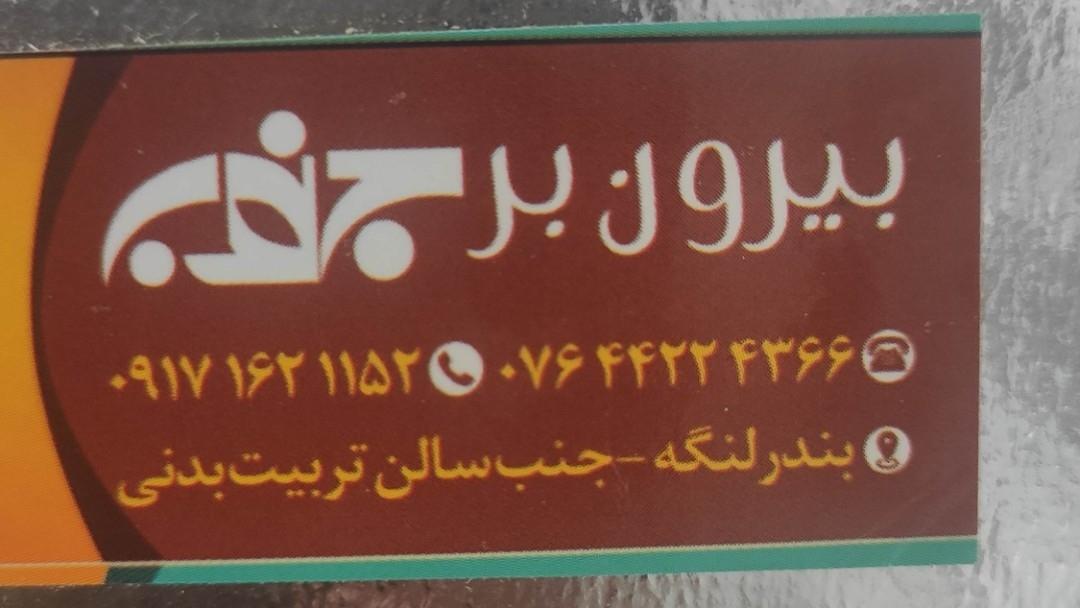 بیرون بر جذب
۰۷۶ ۴۴۲۲ ۴۳۶۶ ۰۹۱۷ ۱۶۲ ۱۱۵۲
بندرلنگه - جنب سالن تربیت بدنی